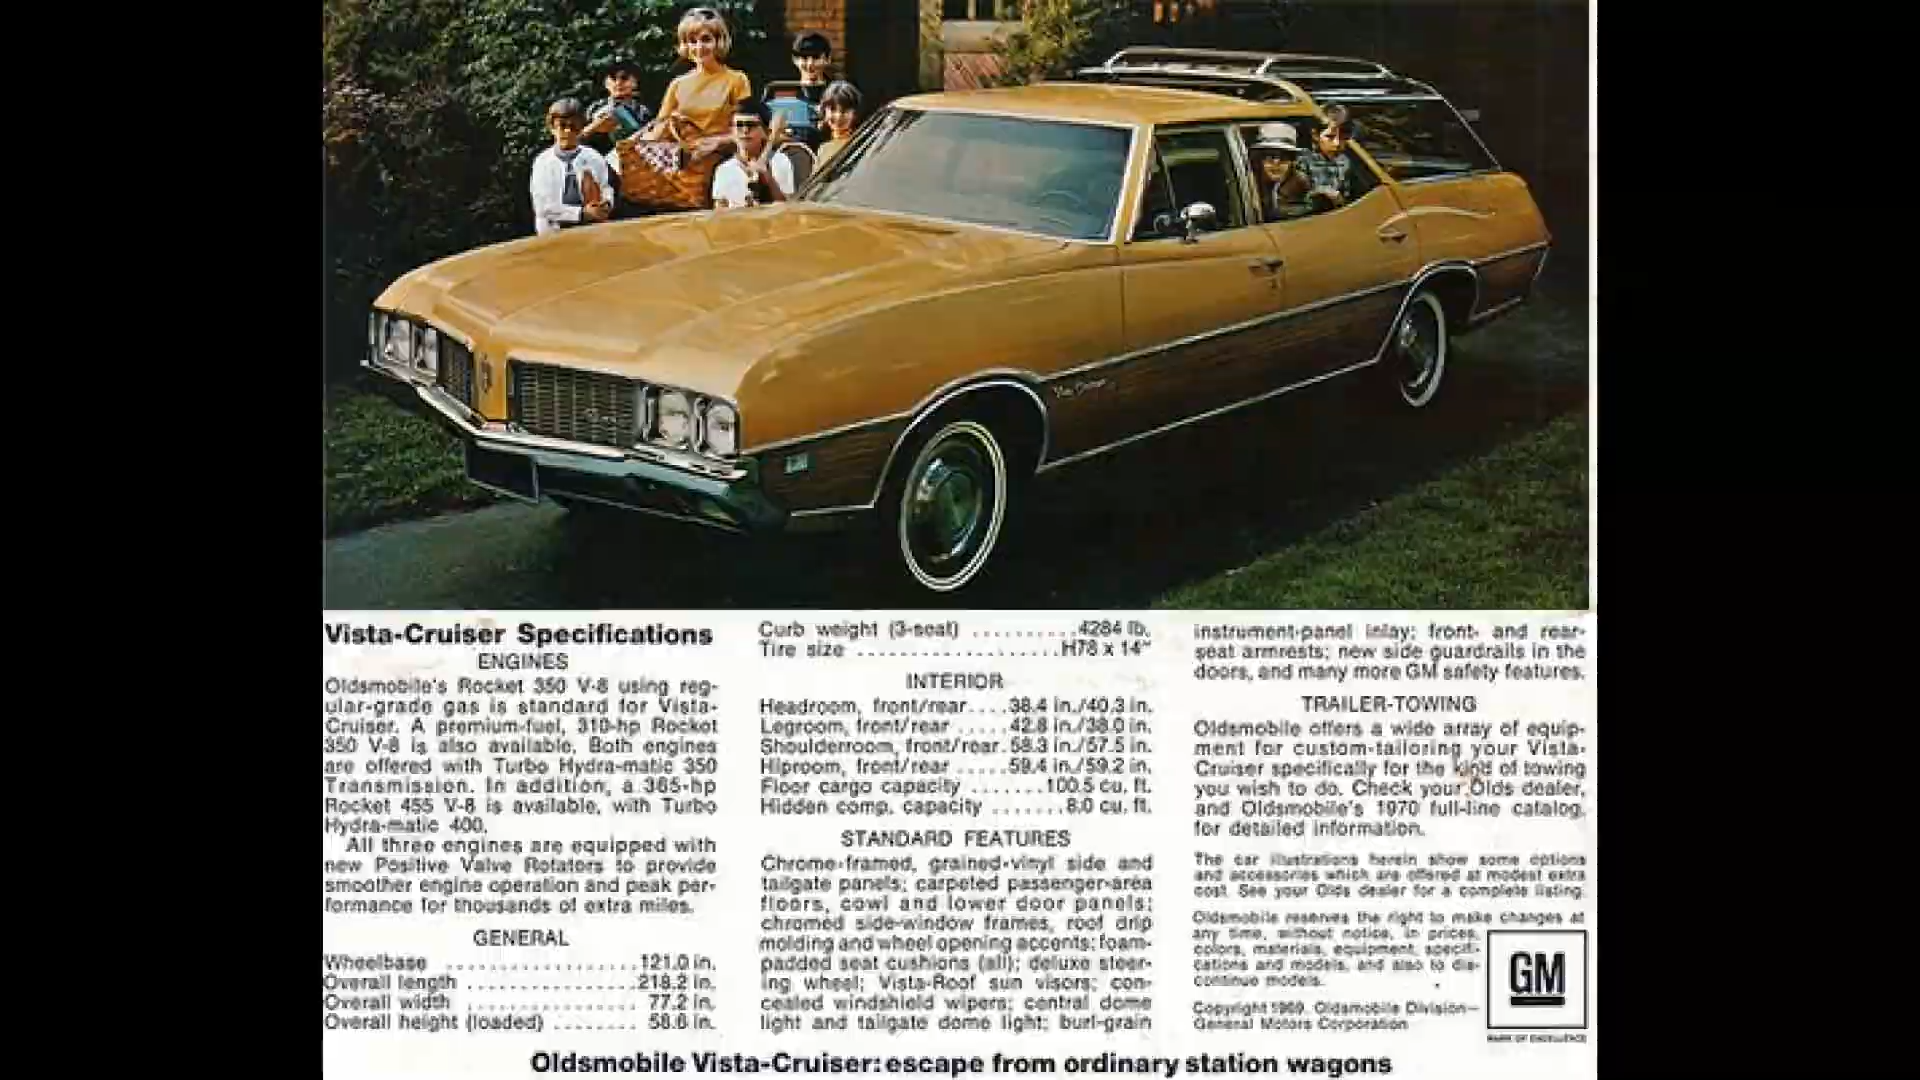 Vista Cruiser
Vista-Cruiser Specifications
ENGINES
Oldsmobile's Rocket 350 V-8 using reg-
ular-grade gas is standard for Vista-
Cruiser. A premium-fuel, 310-hp Rocket
350 V-8 is also available. Both engines
are offered with Turbo Hydra-matic 350
Transmission. In addition, a 365-hp
Rocket 455 V-8 is available, with Turbo
Hydra-matic 400.
All three engines are equipped with
new Positive Valve Rotators to provide
smoother engine operation and peak per-
formance for thousands of extra miles.
GENERAL
Wheelbase ..................121.0 in.
Overall length ................218.2 in.
Overall width ................. 77.2 in.
Overall height (loaded) ........ 58.6 in.
Curb weight (3-seat) ..........4284 lb.
Tire size ...................H78 x 14"
INTERIOR
Headroom, front/rear....38.4 in./40.3 in.
Legroom, front/rear .....42.8 in./38.0 in.
Shoulderroom, front/rear.58.3 in./57.5 in.
Hiproom, front/rear .....59.4 in./59.2 in.
Floor cargo capacity .......100.5 cu. ft.
Hidden comp. capacity .......8.0 cu. ft.
STANDARD FEATURES
Chrome-framed, grained-vinyl side and
tailgate panels; carpeted passenger-area
floors, cowl and lower door panels;
chromed side-window frames, roof drip
molding and wheel opening accents; foam-
padded seat cushions (all); deluxe steer-
ing wheel; Vista-Roof sun visors; con-
cealed windshield wipers; central dome
light and tailgate dome light; burl-grain
instrument-panel inlay; front- and rear-
seat armrests; new side guardrails in the
doors, and many more GM safety features.
TRAILER-TOWING
Oldsmobile offers a wide array of equip-
ment for custom-tailoring your Vista-
Cruiser specifically for the kind of towing
you wish to do. Check your Olds dealer,
and Oldsmobile's 1970 full-line catalog,
for detailed information.
The car illustrations herein show some options
and accessories which are offered at modest extra
cost. See your Olds dealer for a complete listing.
Oldsmobile reserves the right to make changes at
any time, without notice, in prices,
colors, materials, equipment, specifi-
cations and models, and also to dis-
continue models.
Copyright 1969. Oldsmobile Division—
General Motors Corporation
GM
MARK OF EXCELLENCE
Oldsmobile Vista-Cruiser: escape from ordinary station wagons